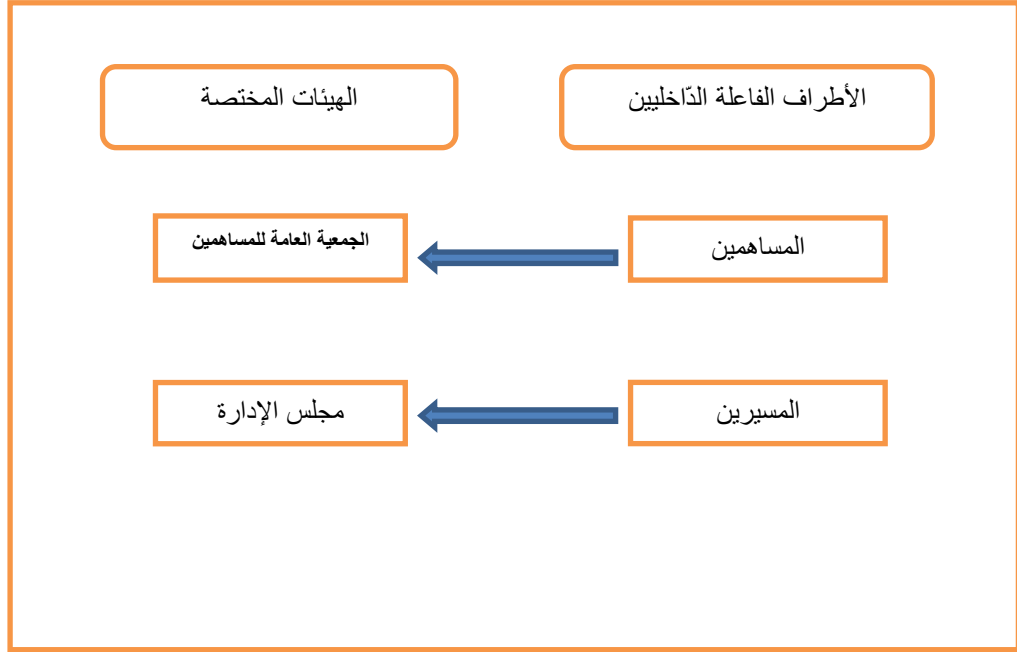 الأطراف الفاعلة الدّاخليين
الهيئات المختصة
المساهمين
الجمعية العامة للمساهمين
المسيرين
مجلس الإدارة